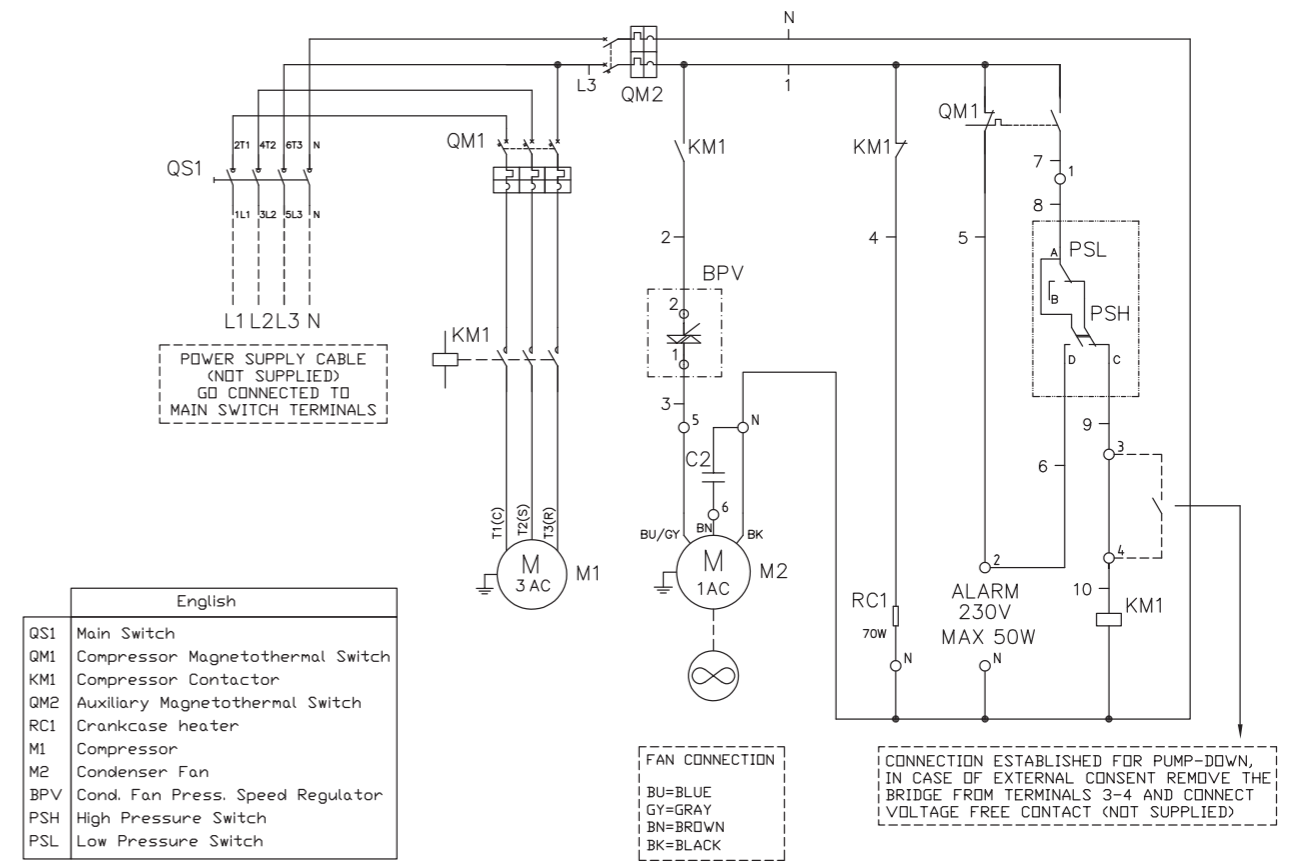 N
L3
QM2
1
2T1 4T2 6T3 N
QS1
1L1 3L2 5L3 N
L1 L2 L3 N
POWER SUPPLY CABLE
(NOT SUPPLIED)
GO CONNECTED TO
MAIN SWITCH TERMINALS
QM1
KM1
T1(C) T2(S) T3(R)
M
3 AC
M1
KM1
2
BPV
2
1
3
5
N
C2
6
BU/GY BN BK
M
1AC
M2
KM1
4
RC1
70W
N
QM1
5
7
1
8
A PSL
B
PSH
D C
9
3
6
4
2
10
KM1
ALARM
230V
MAX 50W
N
English
QS1 Main Switch
QM1 Compressor Magnetothermal Switch
KM1 Compressor Contactor
QM2 Auxiliary Magnetothermal Switch
RC1 Crankcase heater
M1 Compressor
M2 Condenser Fan
BPV Cond. Fan Press. Speed Regulator
PSH High Pressure Switch
PSL Low Pressure Switch
FAN CONNECTION
BU=BLUE
GY=GRAY
BN=BROWN
BK=BLACK
CONNECTION ESTABLISHED FOR PUMP-DOWN,
IN CASE OF EXTERNAL CONSENT REMOVE THE
BRIDGE FROM TERMINALS 3-4 AND CONNECT
VOLTAGE FREE CONTACT (NOT SUPPLIED)